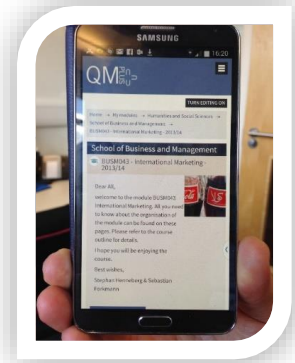 SAMSUNG
16:20
QM
plus
TURN EDITING ON
Home → My modules → Humanities and Social Sciences →
School of Business and Management →
BUSM043 - International Marketing - 2013/14
School of Business and Management
BUSM043 - International Marketing -
2013/14
Dear All,
welcome to the module BUSM043
International Marketing. All you need
to know about the organisation of
the module can be found on these
pages. Please refer to the course
outline for details.
I hope you will be enjoying the
course.
Best wishes,
Stephan Henneberg & Sebastian
Forkmann